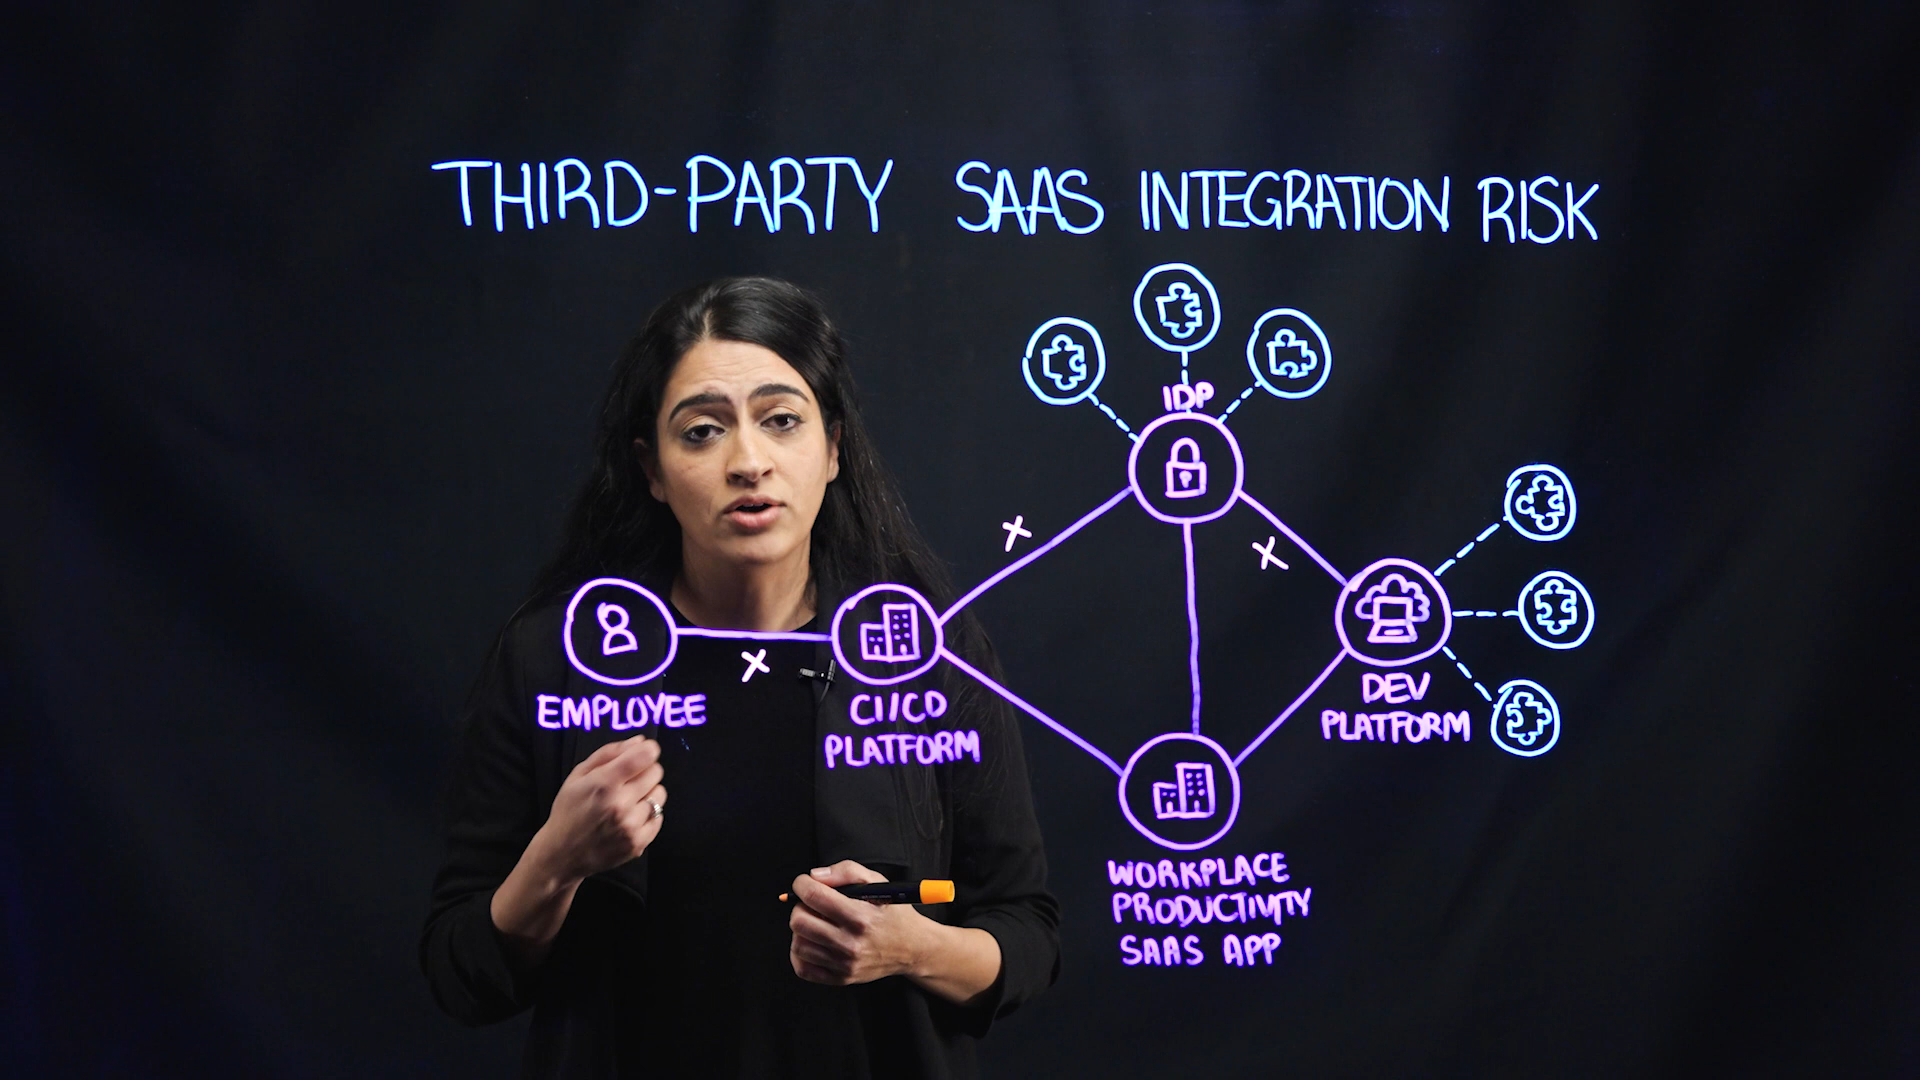 THIRD-PARTY SAAS INTEGRATION RISK
IDP
EMPLOYEE
CI/CD
PLATFORM
DEV
PLATFORM
WORKPLACE
PRODUCTIVITY
SAAS APP